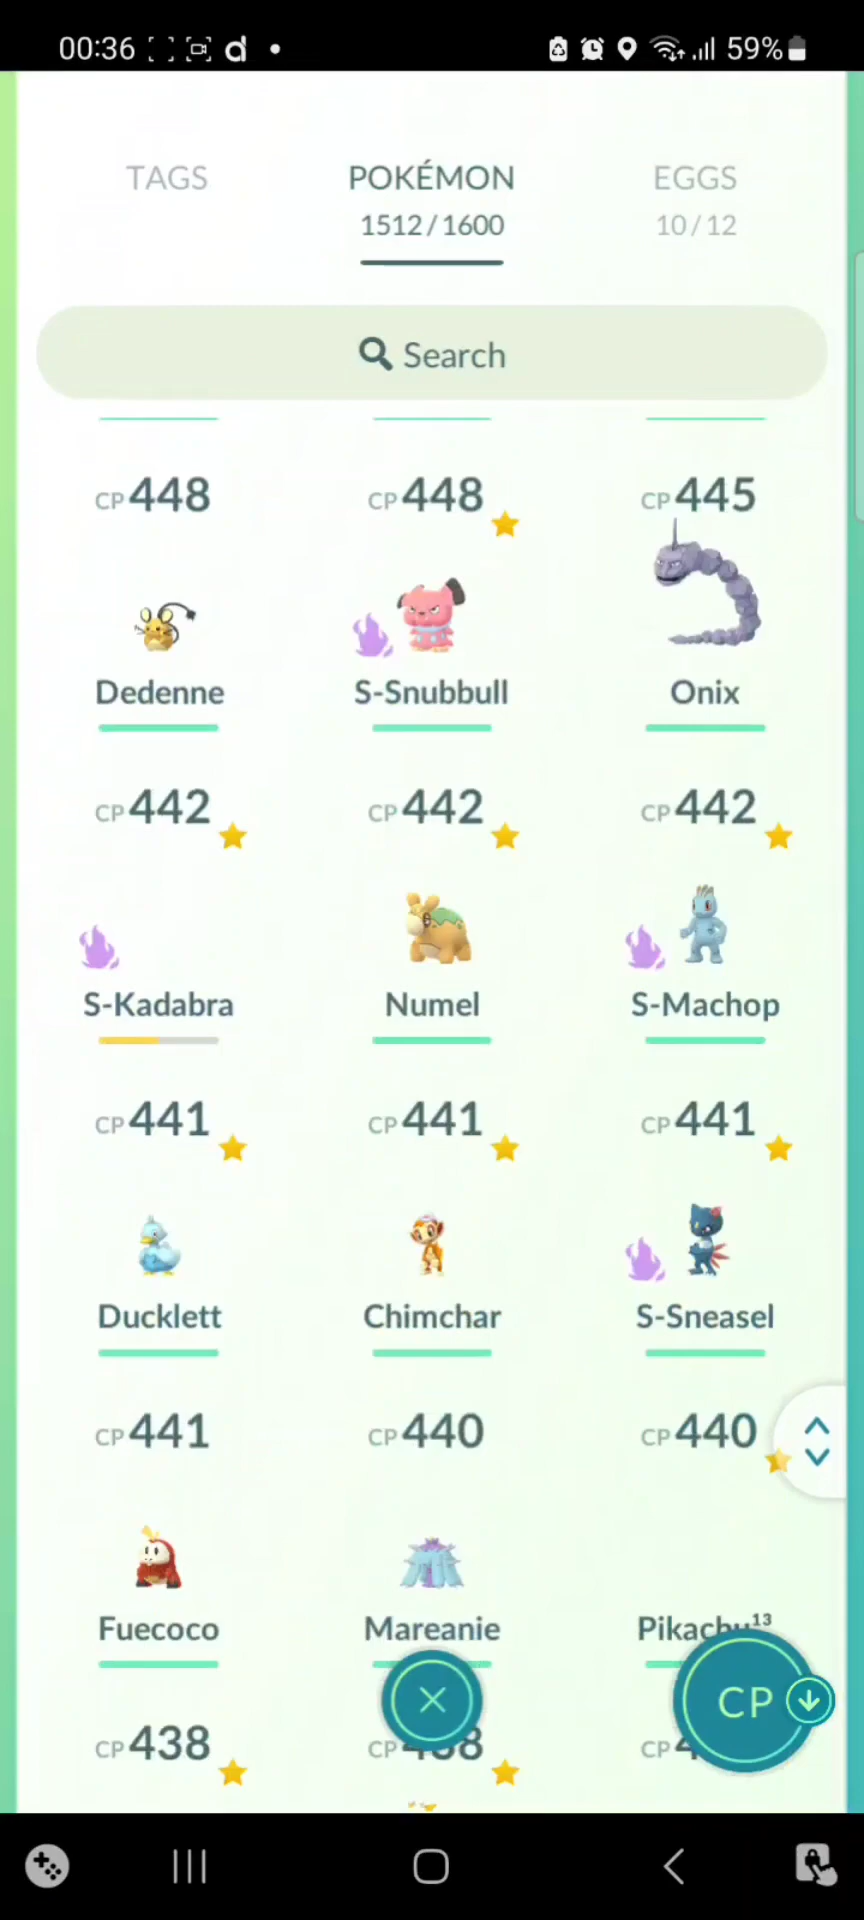 00:36 59%
TAGS POKÉMON EGGS
1512/1600 10/12
Search
CP448 CP448 CP445
Dedenne S-Snubbull Onix
CP442 CP442 CP442
S-Kadabra Numel S-Machop
CP441 CP441 CP441
Ducklett Chimchar S-Sneasel
CP441 CP440 CP440
Fuecoco Mareanie Pikachu¹³
CP
CP438 CP CP